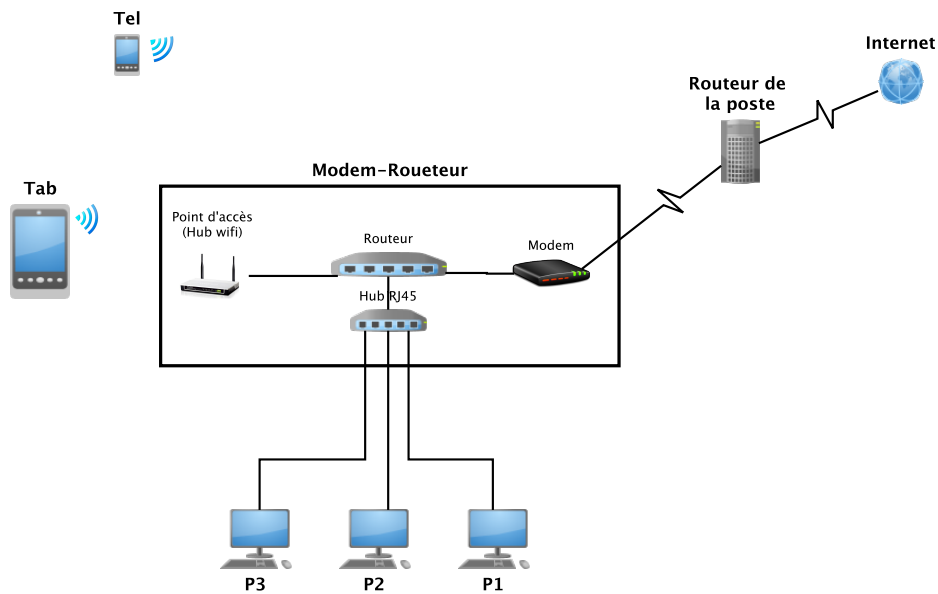 Tel
Internet
Routeur de
la poste
Modem-Roueteur
Tab
Point d'accès
(Hub wifi)
Routeur
Modem
Hub RJ45
P3
P2
P1